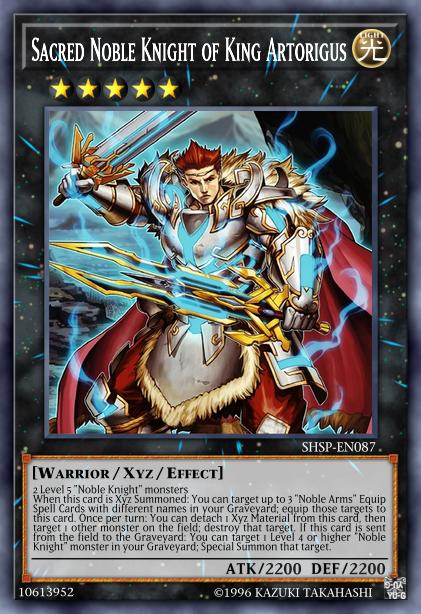 SACRED NOBLE KNIGHT OF KING ARTORIGUS
LIGHT
光
SHSP-EN087
[WARRIOR / XYZ / EFFECT]
2 Level 5 "Noble Knight" monsters
When this card is Xyz Summoned: You can target up to 3 "Noble Arms" Equip
Spell Cards with different names in your Graveyard; equip those targets to
this card. Once per turn: You can detach 1 Xyz Material from this card, then
target 1 other monster on the field; destroy that target. If this card is sent
from the field to the Graveyard: You can target 1 Level 4 or higher "Noble
Knight" monster in your Graveyard; Special Summon that target.
ATK/2200 DEF/2200
10613952
©1996 KAZUKI TAKAHASHI